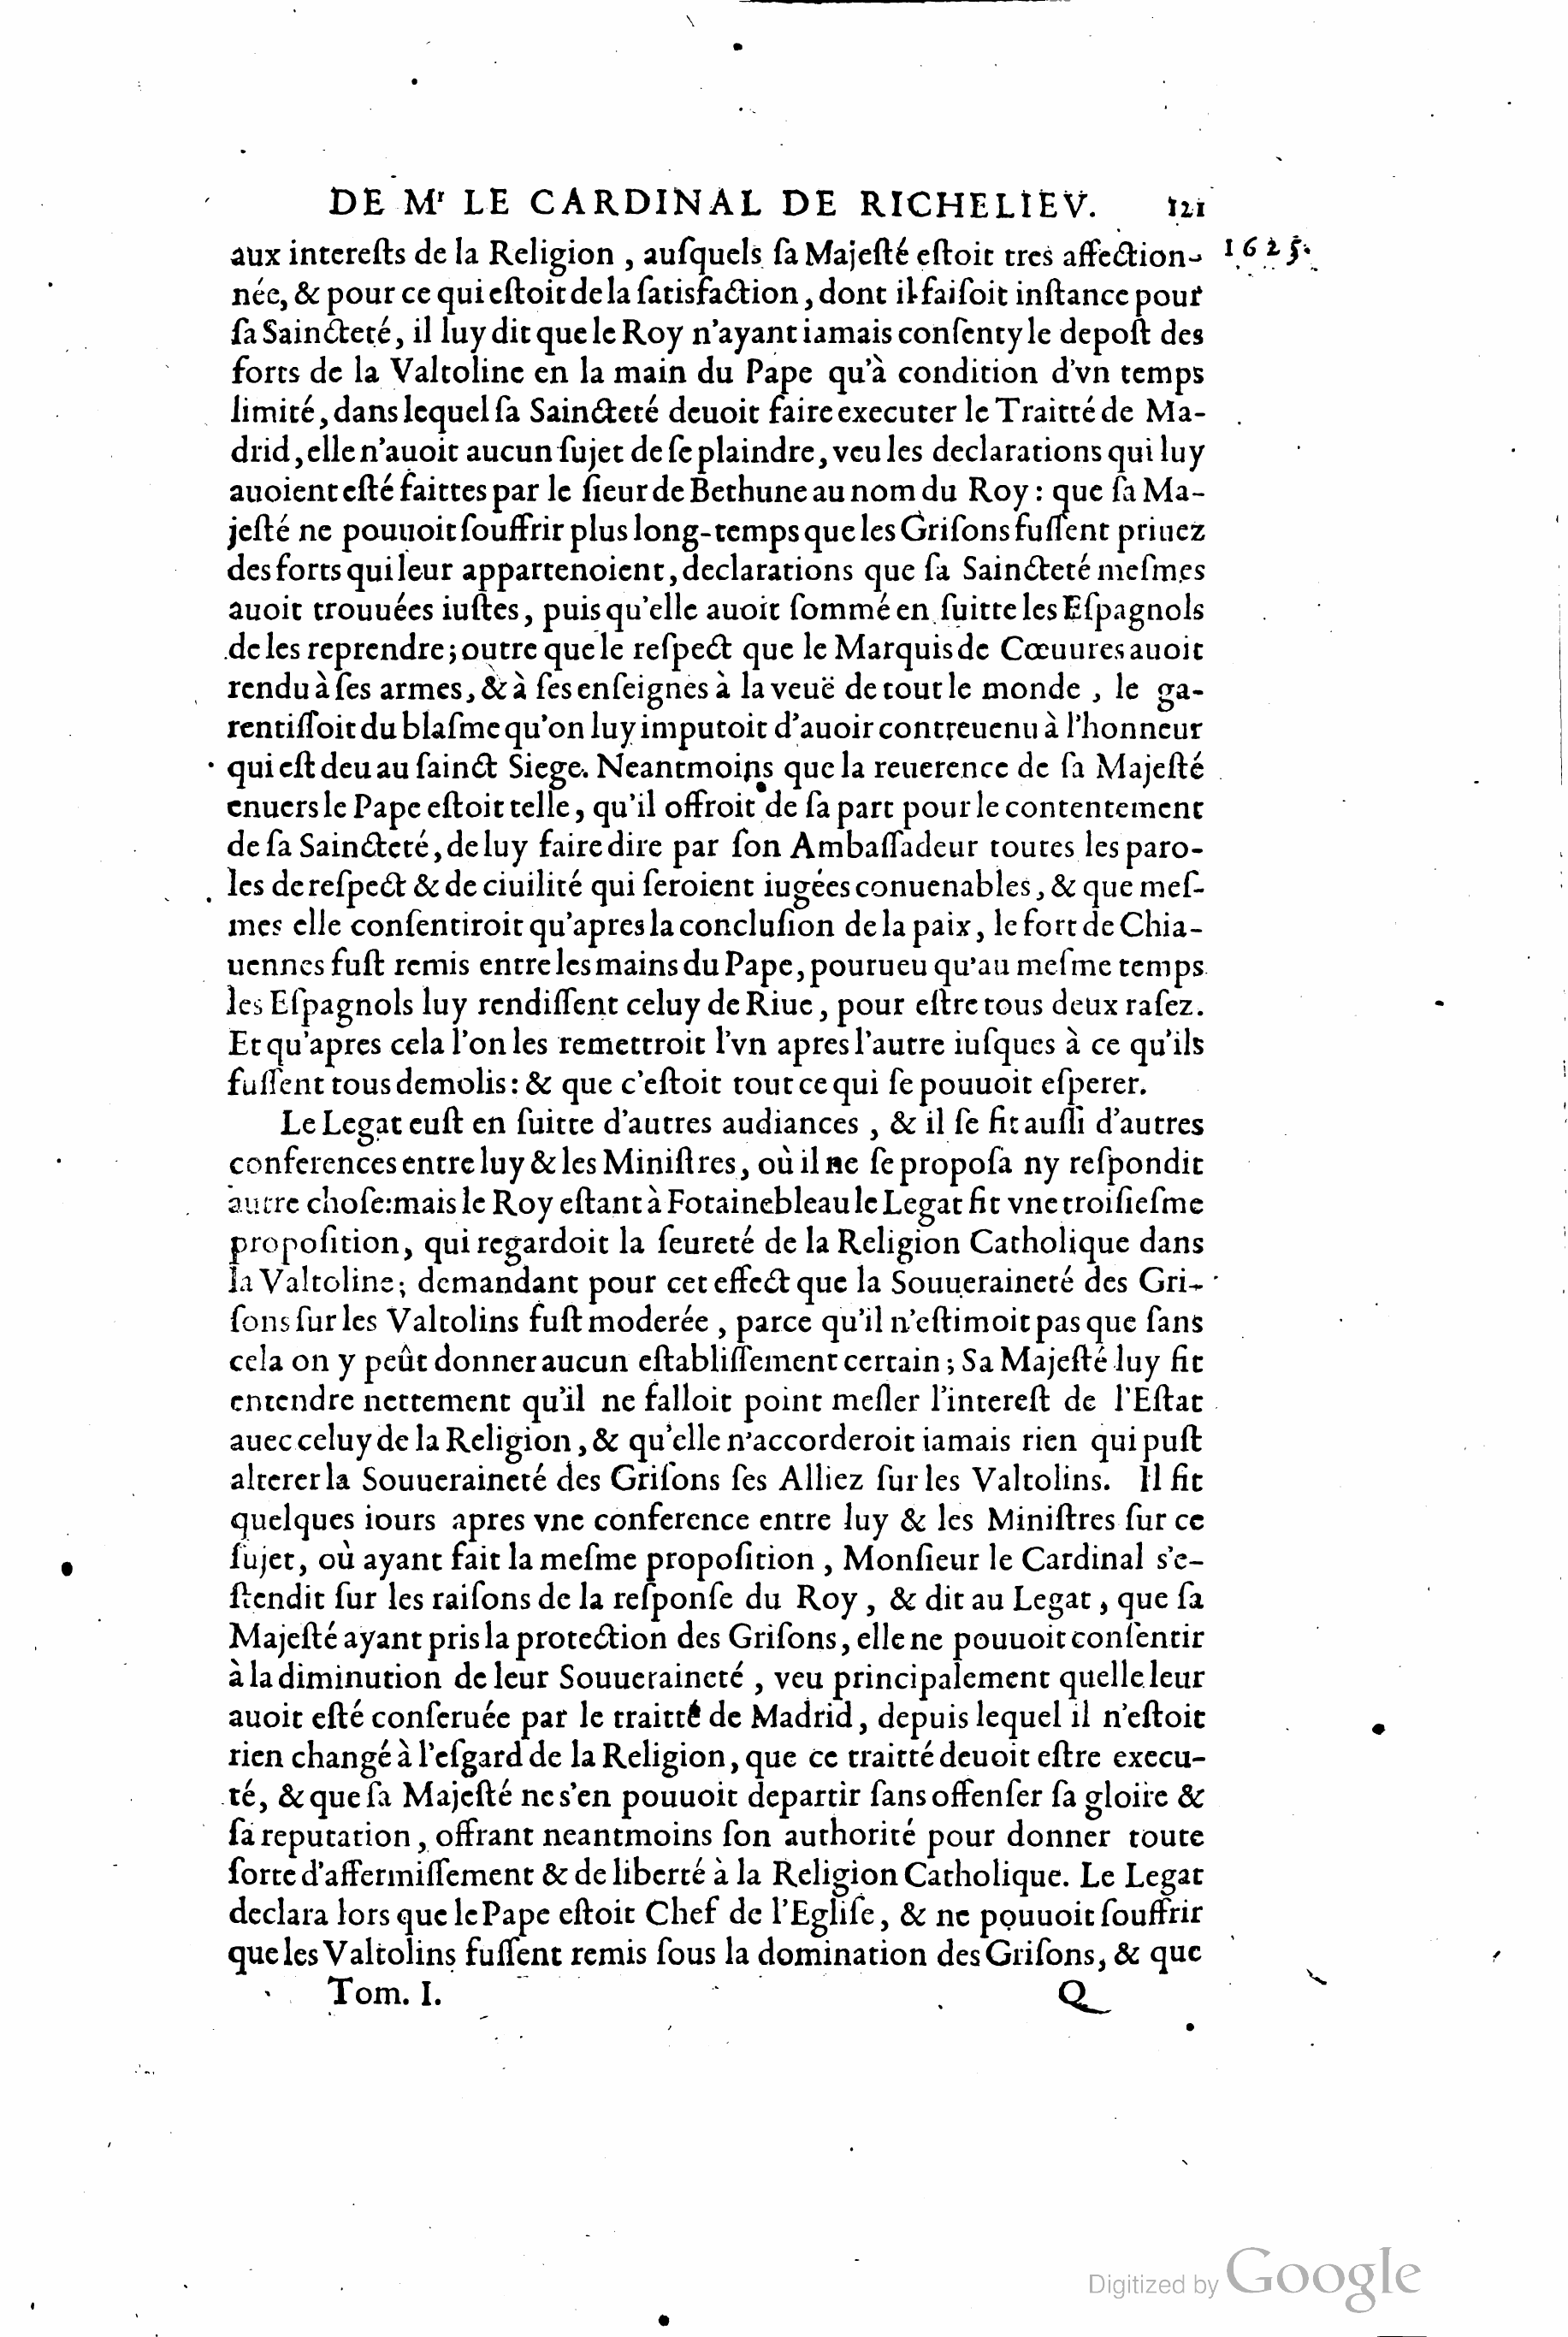 DE Mʳ LE CARDINAL DE RICHELIEV. 121
1625.
aux intereſts de la Religion, auſquels ſa Majeſté eſtoit tres affection-
née, & pour ce qui eſtoit de la ſatisfaction, dont il faiſoit inſtance pour
ſa Saincteté, il luy dit que le Roy n'ayant iamais conſenty le depoſt des
forts de la Valtoline en la main du Pape qu'à condition d'vn temps
limité, dans lequel ſa Saincteté deuoit faire executer le Traitté de Ma-
drid, elle n'auoit aucun ſujet de ſe plaindre, veu les declarations qui luy
auoient eſté faittes par le ſieur de Bethune au nom du Roy: que ſa Ma-
jeſté ne pouuoit ſouffrir plus long-temps que les Griſons fuſſent priuez
des forts qui leur appartenoient, declarations que ſa Saincteté meſmes
auoit trouuées iuſtes, puis qu'elle auoit ſommé en ſuitte les Eſpagnols
de les reprendre; outre que le reſpect que le Marquis de Cœuures auoit
rendu à ſes armes, & à ſes enſeignes à la veuë de tout le monde, le ga-
rentiſſoit du blaſme qu'on luy imputoit d'auoir contreuenu à l'honneur
qui eſt deu au ſainct Siege. Neantmoins que la reuerence de ſa Majeſté
enuers le Pape eſtoit telle, qu'il offroit de ſa part pour le contentement
de ſa Saincteté, de luy faire dire par ſon Ambaſſadeur toutes les paro-
les de reſpect & de ciuilité qui ſeroient iugées conuenables, & que meſ-
mes elle conſentiroit qu'apres la concluſion de la paix, le fort de Chia-
uennes fuſt remis entre les mains du Pape, pourueu qu'au meſme temps
les Eſpagnols luy rendiſſent celuy de Riue, pour eſtre tous deux raſez.
Et qu'apres cela l'on les remettroit l'vn apres l'autre iuſques à ce qu'ils
fuſſent tous demolis: & que c'eſtoit tout ce qui ſe pouuoit eſperer.
Le Legat euſt en ſuitte d'autres audiances, & il ſe fit auſſi d'autres
conferences entre luy & les Miniſtres, où il ne ſe propoſa ny reſpondit
autre choſe: mais le Roy eſtant à Fotainebleau le Legat fit vne troiſieſme
propoſition, qui regardoit la ſeureté de la Religion Catholique dans
la Valtoline; demandant pour cet effect que la Souueraineté des Gri-
ſons ſur les Valtolins fuſt moderée, parce qu'il n'eſtimoit pas que ſans
cela on y peût donner aucun eſtabliſſement certain; Sa Majeſté luy fit
entendre nettement qu'il ne falloit point meſler l'intereſt de l'Eſtat
auec celuy de la Religion, & qu'elle n'accorderoit iamais rien qui puſt
alterer la Souueraineté des Griſons ſes Alliez ſur les Valtolins. Il fit
quelques iours apres vne conference entre luy & les Miniſtres ſur ce
ſujet, où ayant fait la meſme propoſition, Monſieur le Cardinal s'e-
ſtendit ſur les raiſons de la reſponſe du Roy, & dit au Legat, que ſa
Majeſté ayant pris la protection des Griſons, elle ne pouuoit conſentir
à la diminution de leur Souueraineté, veu principalement quelle leur
auoit eſté conſeruée par le traitté de Madrid, depuis lequel il n'eſtoit
rien changé à l'eſgard de la Religion, que ce traitté deuoit eſtre execu-
té, & que ſa Majeſté ne s'en pouuoit departir ſans offenſer ſa gloire &
ſa reputation, offrant neantmoins ſon authorité pour donner toute
ſorte d'affermiſſement & de liberté à la Religion Catholique. Le Legat
declara lors que le Pape eſtoit Chef de l'Egliſe, & ne pouuoit ſouffrir
que les Valtolins fuſſent remis ſous la domination des Griſons, & que
Tom. I. Q
Digitized by Google